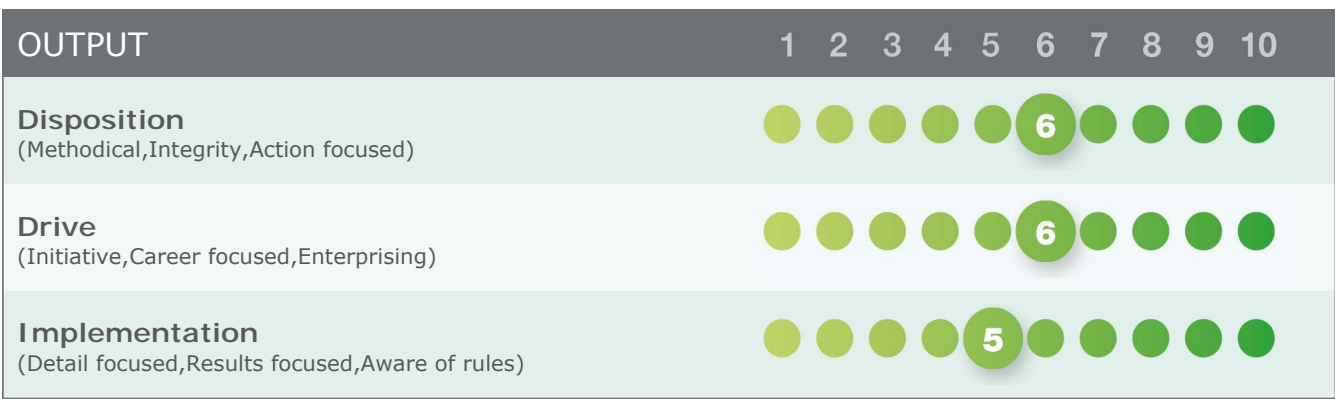 OUTPUT 1 2 3 4 5 6 7 8 9 10
Disposition
(Methodical,Integrity,Action focused)
6
Drive
(Initiative,Career focused,Enterprising)
6
Implementation
(Detail focused,Results focused,Aware of rules)
5